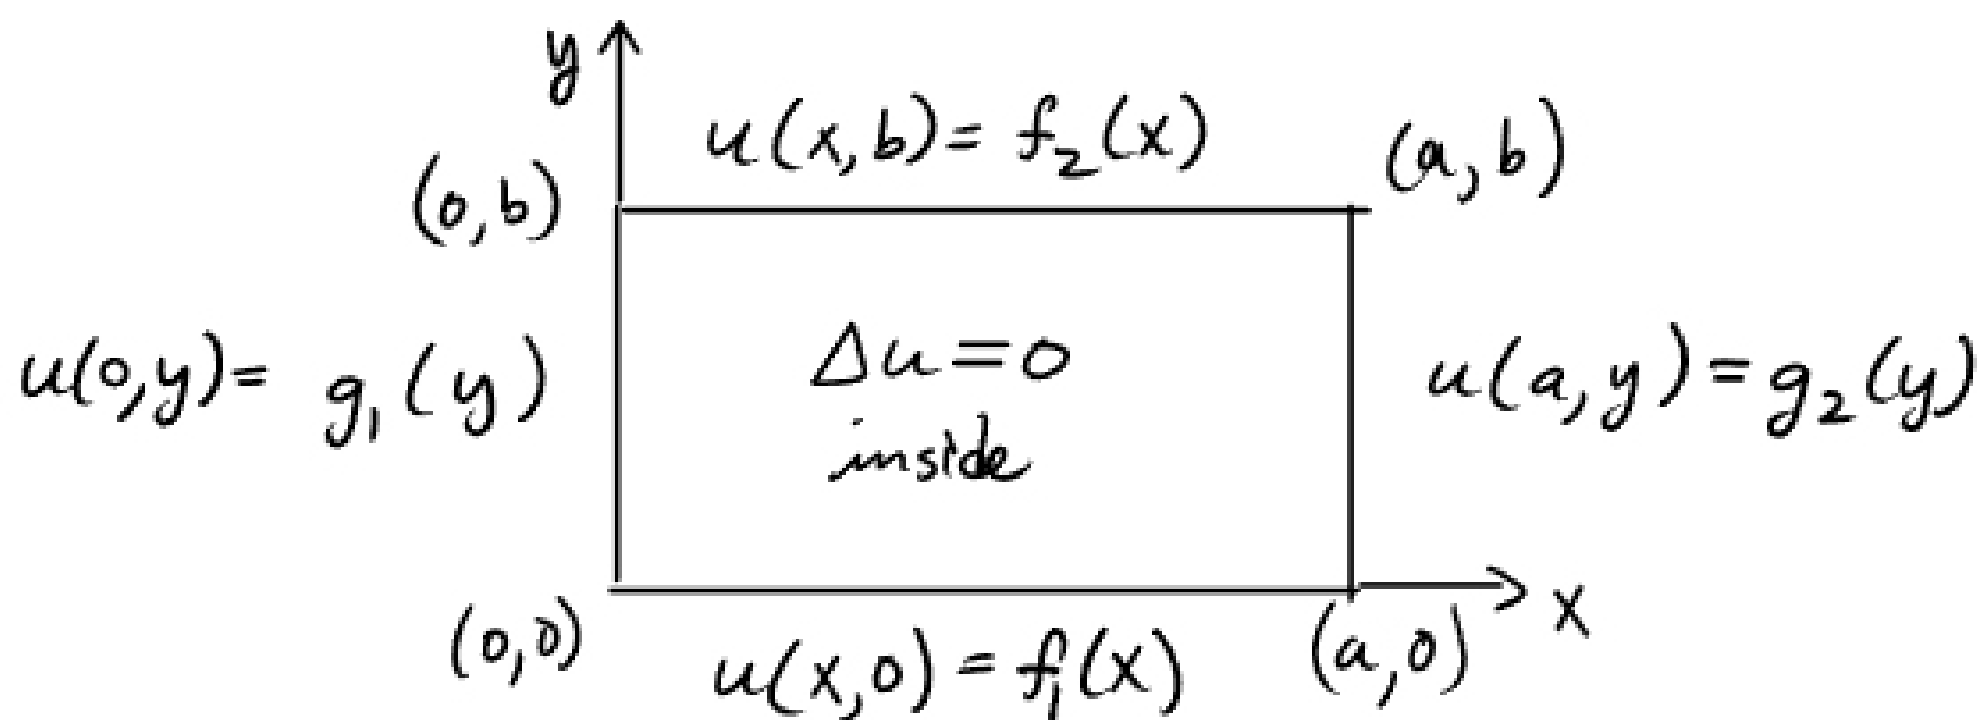 y
u(x,b) = f₂(x)
(a,b)
(0,b)
Δu = 0
inside
u(0,y) = g₁(y)
u(a,y) = g₂(y)
x
(0,0)
u(x,0) = f₁(x)
(a,0)